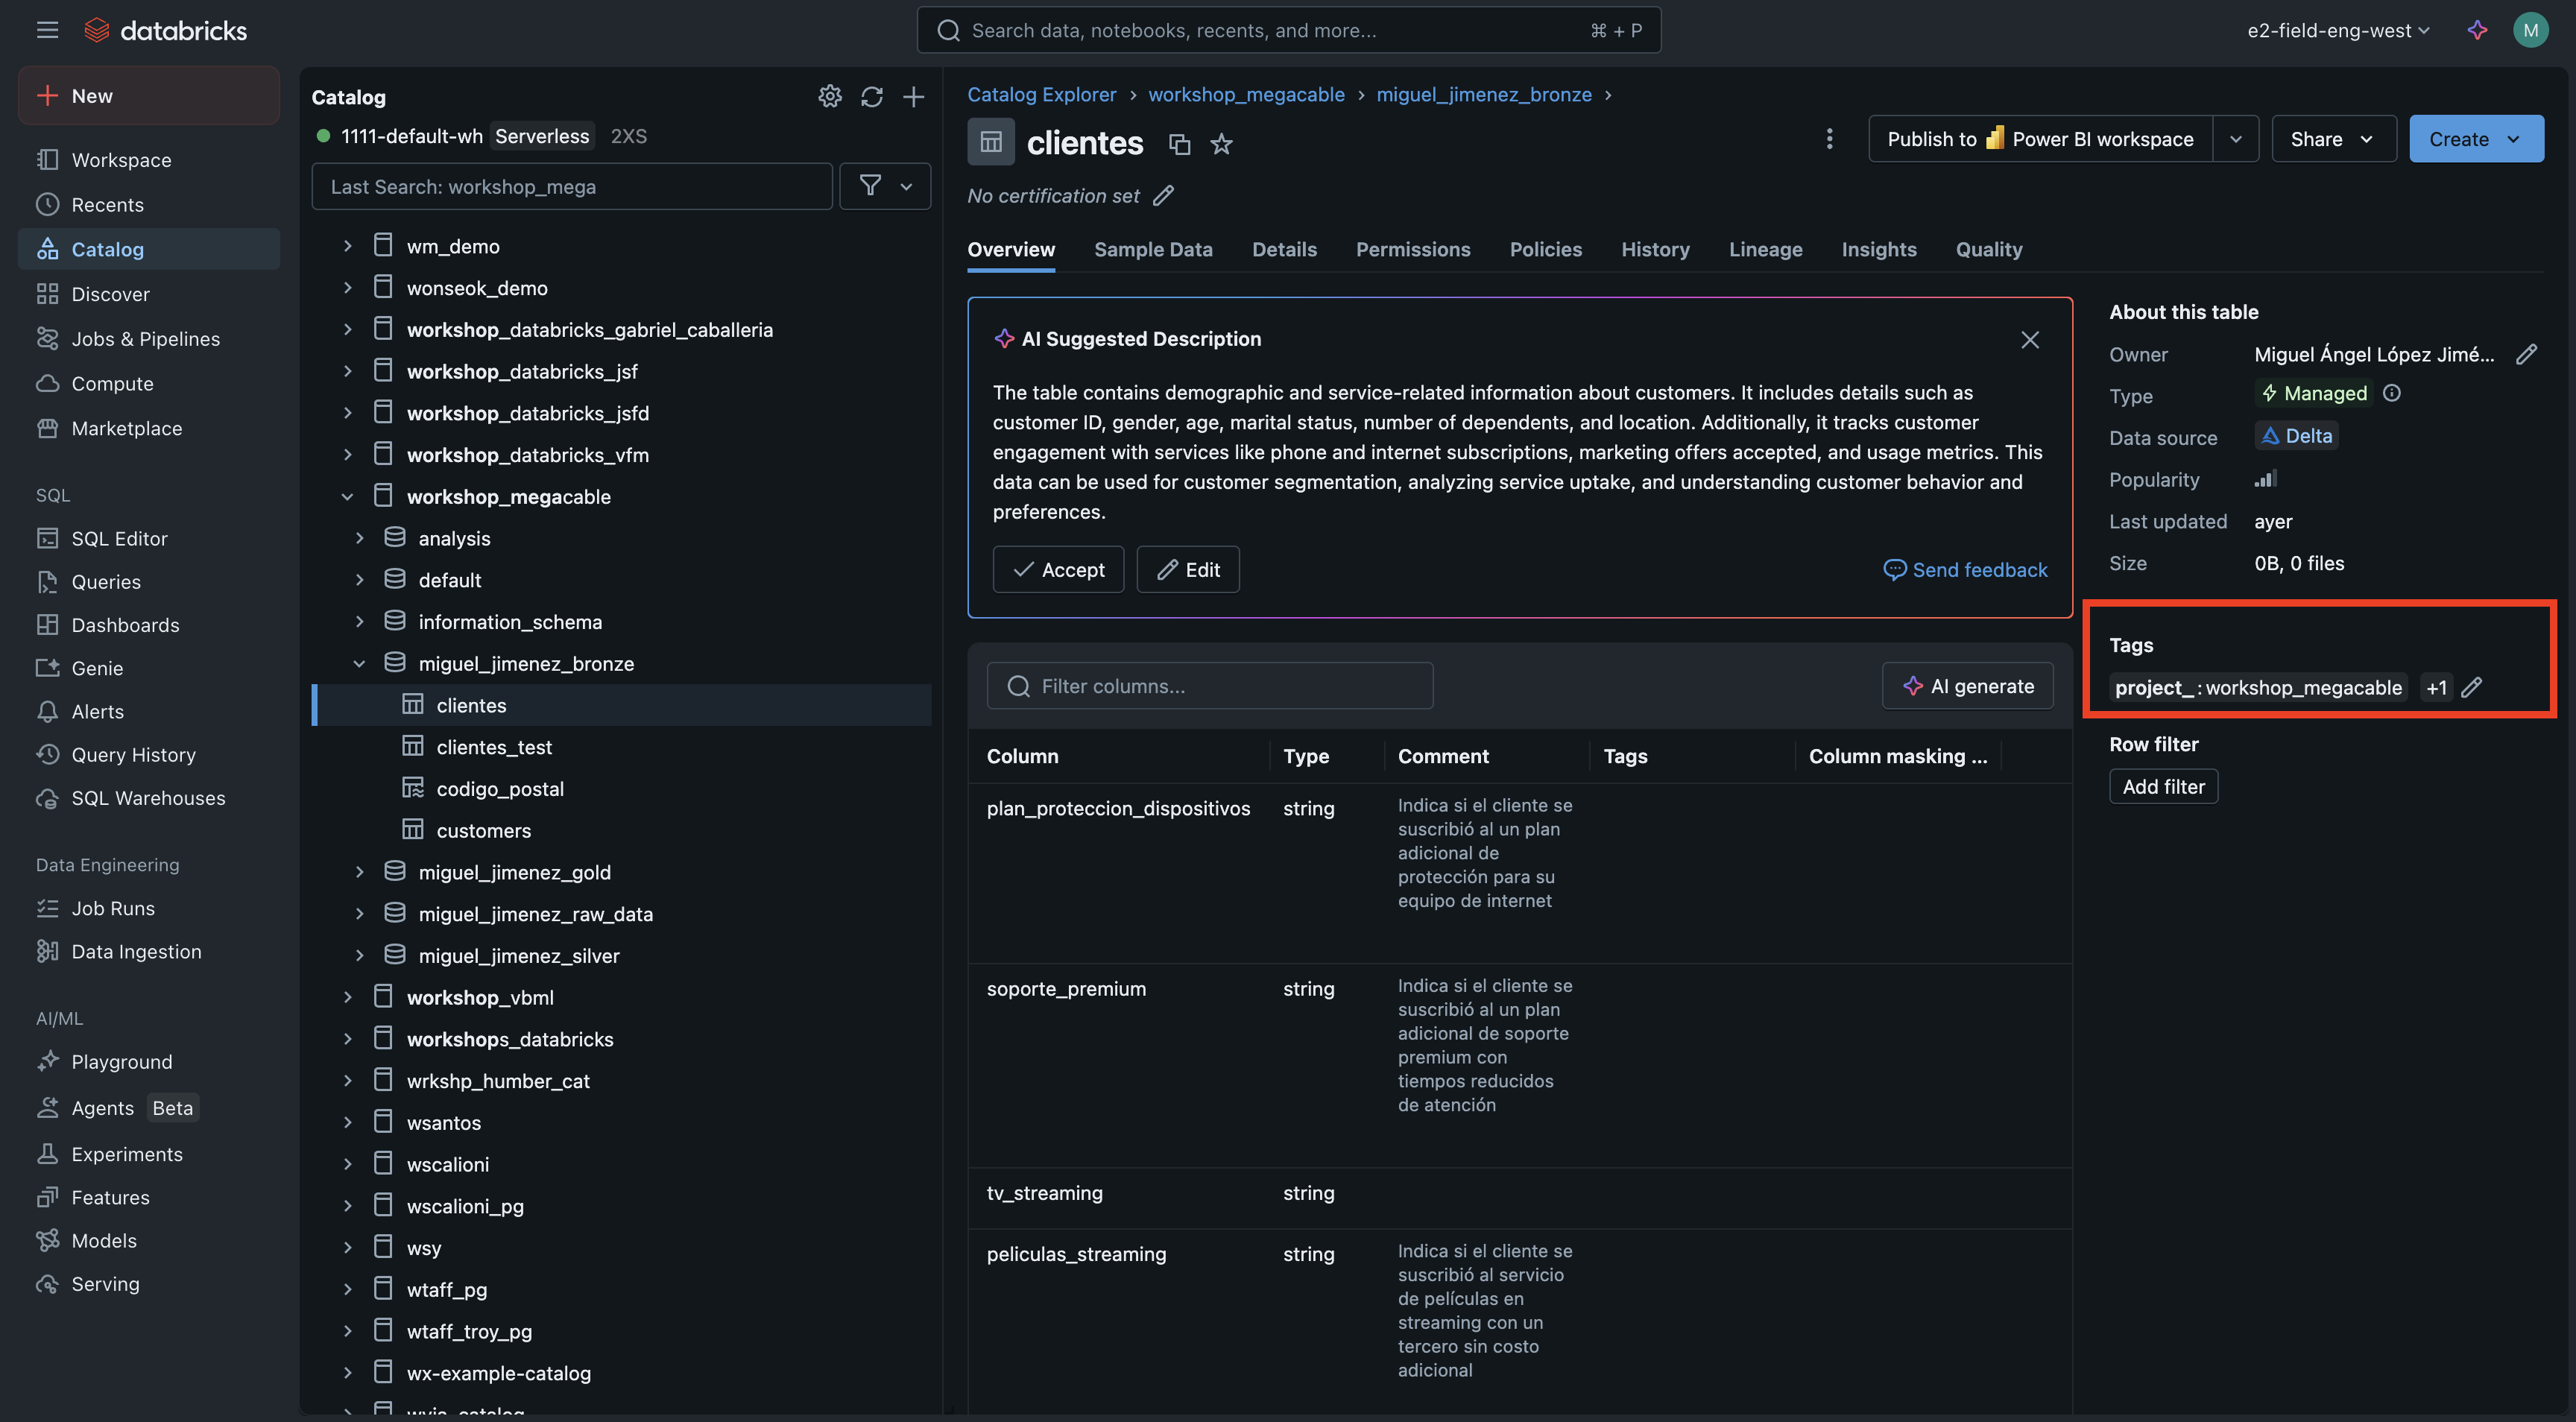 databricks
Search data, notebooks, recents, and more...
⌘ + P
e2-field-eng-west
M
New
Workspace
Recents
Catalog
Discover
Jobs & Pipelines
Compute
Marketplace
SQL
SQL Editor
Queries
Dashboards
Genie
Alerts
Query History
SQL Warehouses
Data Engineering
Job Runs
Data Ingestion
AI/ML
Playground
Agents Beta
Experiments
Features
Models
Serving
Catalog
1111-default-wh Serverless 2XS
Last Search: workshop_mega
wm_demo
wonseok_demo
workshop_databricks_gabriel_caballeria
workshop_databricks_jsf
workshop_databricks_jsfd
workshop_databricks_vfm
workshop_megacable
analysis
default
information_schema
miguel_jimenez_bronze
clientes
clientes_test
codigo_postal
customers
miguel_jimenez_gold
miguel_jimenez_raw_data
miguel_jimenez_silver
workshop_vbml
workshops_databricks
wrkshp_humber_cat
wsantos
wscalioni
wscalioni_pg
wsy
wtaff_pg
wtaff_troy_pg
wx-example-catalog
Catalog Explorer › workshop_megacable › miguel_jimenez_bronze ›
clientes
Publish to Power BI workspace
Share
Create
No certification set
Overview Sample Data Details Permissions Policies History Lineage Insights Quality
AI Suggested Description
The table contains demographic and service-related information about customers. It includes details such as
customer ID, gender, age, marital status, number of dependents, and location. Additionally, it tracks customer
engagement with services like phone and internet subscriptions, marketing offers accepted, and usage metrics. This
data can be used for customer segmentation, analyzing service uptake, and understanding customer behavior and
preferences.
Accept
Edit
Send feedback
Filter columns...
AI generate
Column Type Comment Tags Column masking ...
plan_proteccion_dispositivos string
Indica si el cliente se
suscribió al un plan
adicional de
protección para su
equipo de internet
soporte_premium string
Indica si el cliente se
suscribió al un plan
adicional de soporte
premium con
tiempos reducidos
de atención
tv_streaming string
peliculas_streaming string
Indica si el cliente se
suscribió al servicio
de películas en
streaming con un
tercero sin costo
adicional
About this table
Owner Miguel Ángel López Jimé...
Type Managed
Data source Delta
Popularity
Last updated ayer
Size 0B, 0 files
Tags
project_ : workshop_megacable +1
Row filter
Add filter